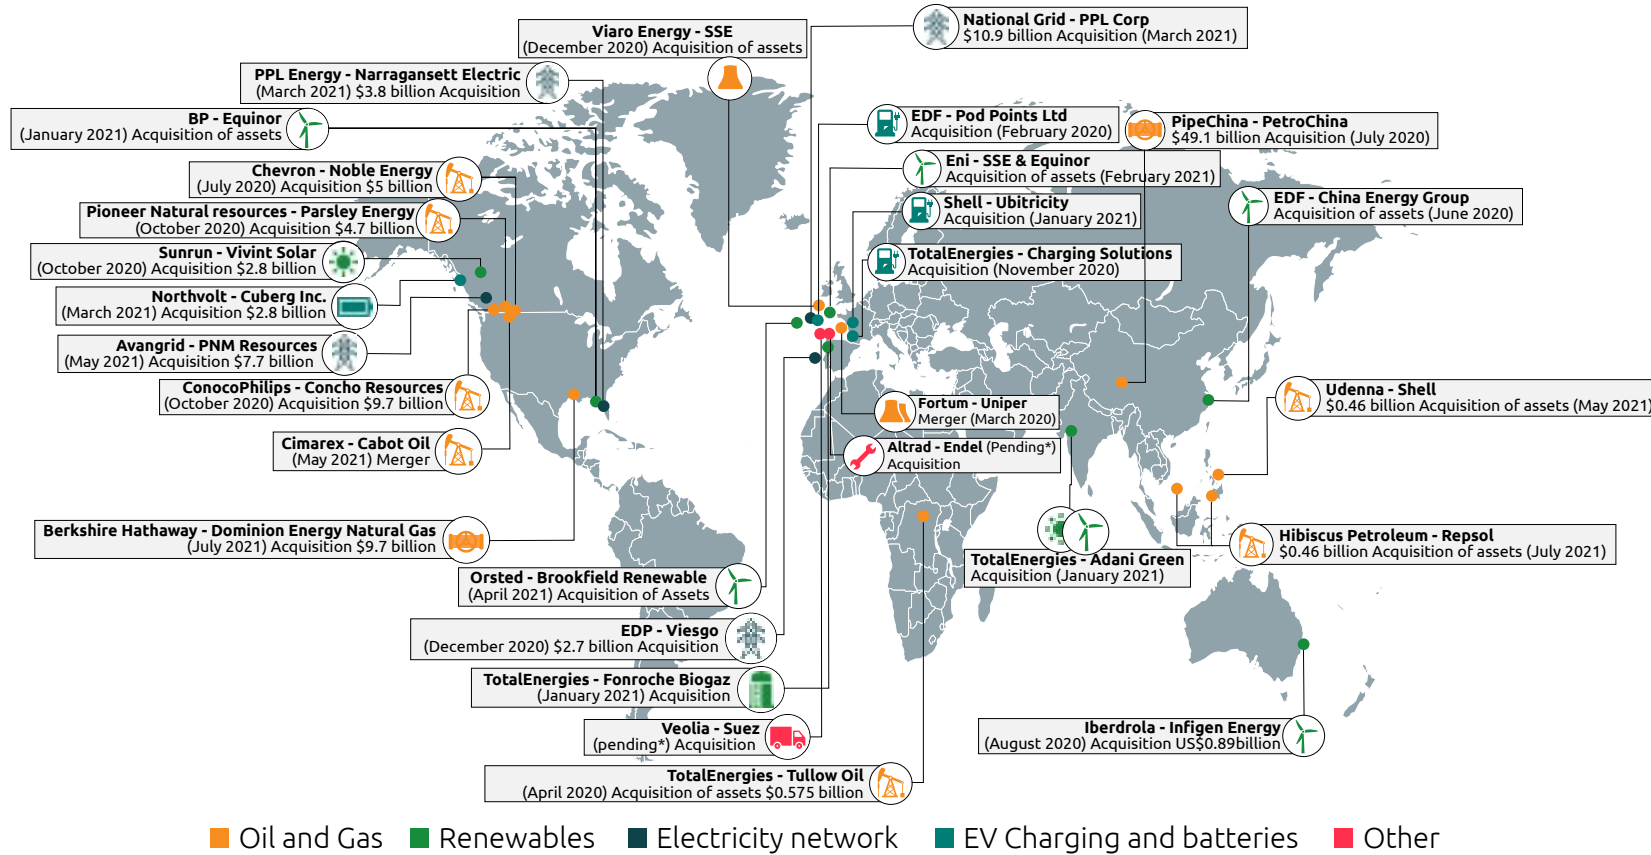 National Grid - PPL Corp
$10.9 billion Acquisition (March 2021)
Viaro Energy - SSE
(December 2020) Acquisition of assets
PPL Energy - Narragansett Electric
(March 2021) $3.8 billion Acquisition
BP - Equinor
(January 2021) Acquisition of assets
EDF - Pod Points Ltd
Acquisition (February 2020)
PipeChina - PetroChina
$49.1 billion Acquisition (July 2020)
Chevron - Noble Energy
(July 2020) Acquisition $5 billion
Eni - SSE & Equinor
Acquisition of assets (February 2021)
Pioneer Natural resources - Parsley Energy
(October 2020) Acquisition $4.7 billion
Shell - Ubitricity
Acquisition (January 2021)
EDF - China Energy Group
Acquisition of assets (June 2020)
Sunrun - Vivint Solar
(October 2020) Acquisition $2.8 billion
TotalEnergies - Charging Solutions
Acquisition (November 2020)
Northvolt - Cuberg Inc.
(March 2021) Acquisition $2.8 billion
Avangrid - PNM Resources
(May 2021) Acquisition $7.7 billion
ConocoPhilips - Concho Resources
(October 2020) Acquisition $9.7 billion
Udenna - Shell
$0.46 billion Acquisition of assets (May 2021)
Fortum - Uniper
Merger (March 2020)
Cimarex - Cabot Oil
(May 2021) Merger
Altrad - Endel (Pending*)
Acquisition
Berkshire Hathaway - Dominion Energy Natural Gas
(July 2021) Acquisition $9.7 billion
Hibiscus Petroleum - Repsol
$0.46 billion Acquisition of assets (July 2021)
TotalEnergies - Adani Green
Acquisition (January 2021)
Orsted - Brookfield Renewable
(April 2021) Acquisition of Assets
EDP - Viesgo
(December 2020) $2.7 billion Acquisition
TotalEnergies - Fonroche Biogaz
(January 2021) Acquisition
Veolia - Suez
(pending*) Acquisition
Iberdrola - Infigen Energy
(August 2020) Acquisition US$0.89billion
TotalEnergies - Tullow Oil
(April 2020) Acquisition of assets $0.575 billion
Oil and Gas
Renewables
Electricity network
EV Charging and batteries
Other